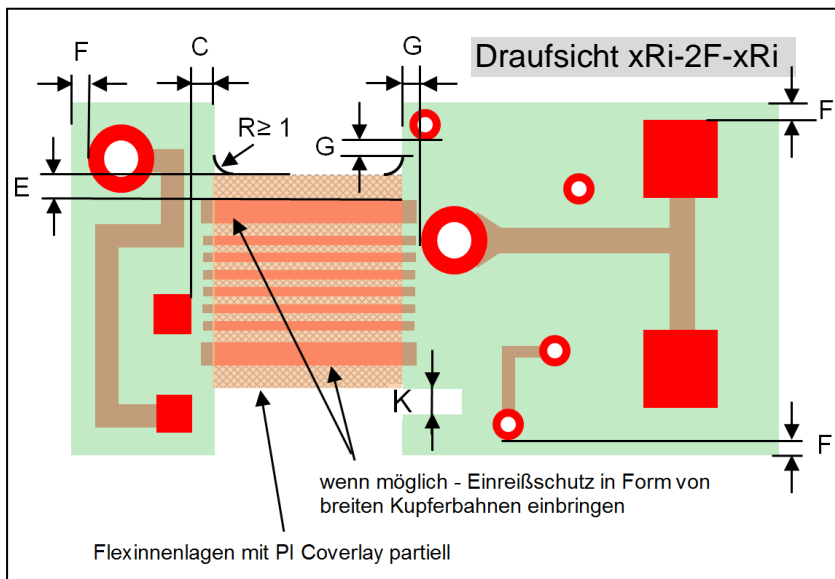 F
C
G
Draufsicht xRi-2F-xRi
F
R≥ 1
G
E
K
F
wenn möglich - Einreißschutz in Form von
breiten Kupferbahnen einbringen
Flexinnenlagen mit PI Coverlay partiell